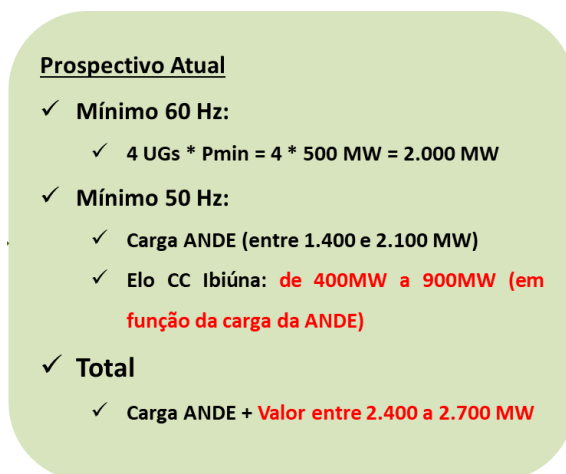 Prospectivo Atual
✓ Mínimo 60 Hz:
✓ 4 UGs * Pmin = 4 * 500 MW = 2.000 MW
✓ Mínimo 50 Hz:
✓ Carga ANDE (entre 1.400 e 2.100 MW)
✓ Elo CC Ibiúna: de 400MW a 900MW (em
função da carga da ANDE)
✓ Total
✓ Carga ANDE + Valor entre 2.400 a 2.700 MW